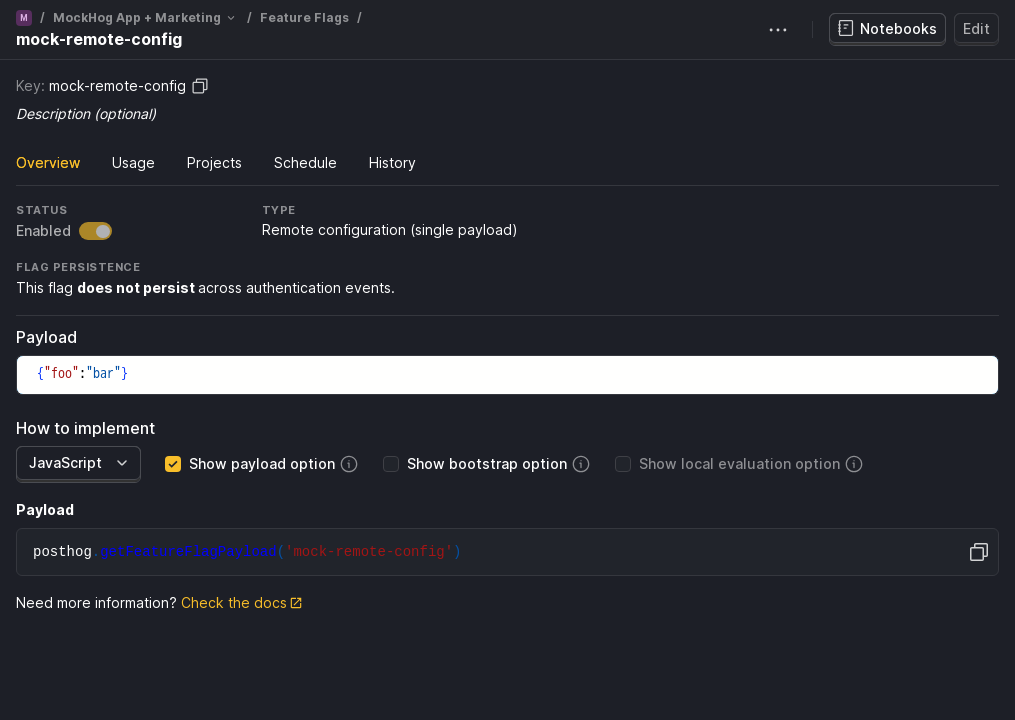 M / MockHog App + Marketing / Feature Flags /
mock-remote-config
Notebooks
Edit
Key: mock-remote-config
Description (optional)
Overview Usage Projects Schedule History
STATUS TYPE
Enabled Remote configuration (single payload)
FLAG PERSISTENCE
This flag does not persist across authentication events.
Payload
{"foo":"bar"}
How to implement
JavaScript Show payload option Show bootstrap option Show local evaluation option
Payload
posthog.getFeatureFlagPayload('mock-remote-config')
Need more information? Check the docs